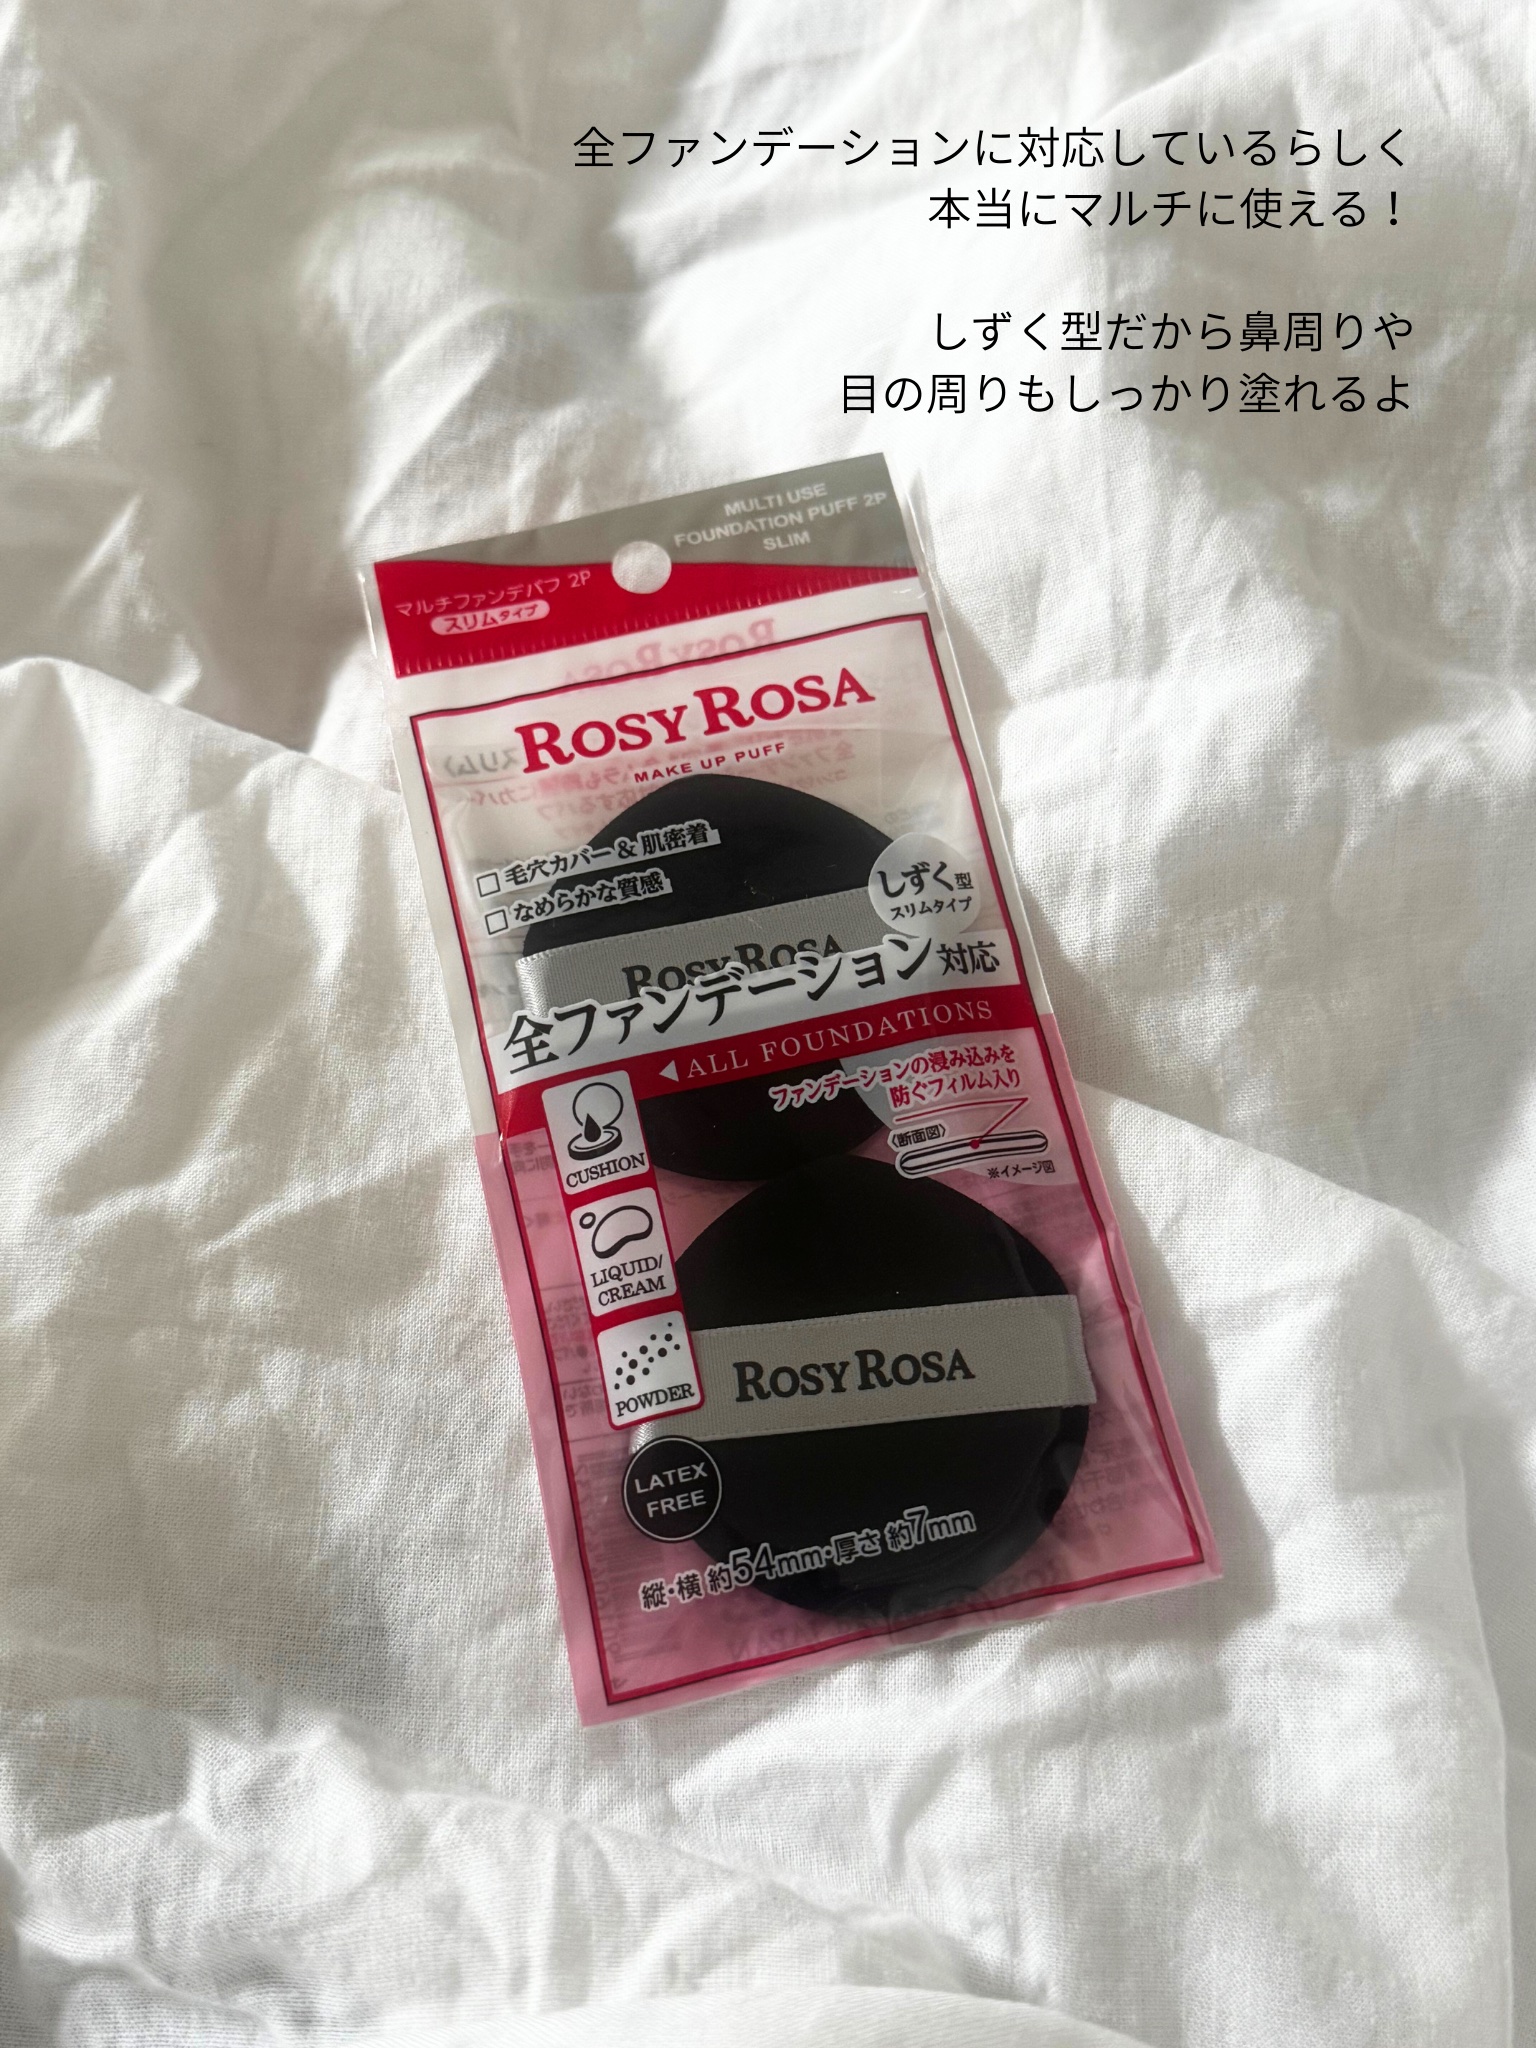 全ファンデーションに対応しているらしく
本当にマルチに使える！
しずく型だから鼻周りや
目の周りもしっかり塗れるよ
MULTI USE
FOUNDATION PUFF 2P
SLIM
マルチファンデパフ 2P
スリムタイプ
ROSY ROSA
MAKE UP PUFF
□ 毛穴カバー & 肌密着
□ なめらかな質感
しずく型
スリムタイプ
ROSY ROSA
全ファンデーション対応
◀ALL FOUNDATIONS
ファンデーションの浸み込みを
防ぐフィルム入り
〈断面図〉
※イメージ図
CUSHION
LIQUID/
CREAM
POWDER
ROSY ROSA
LATEX
FREE
縦・横 約54mm・厚さ 約7mm